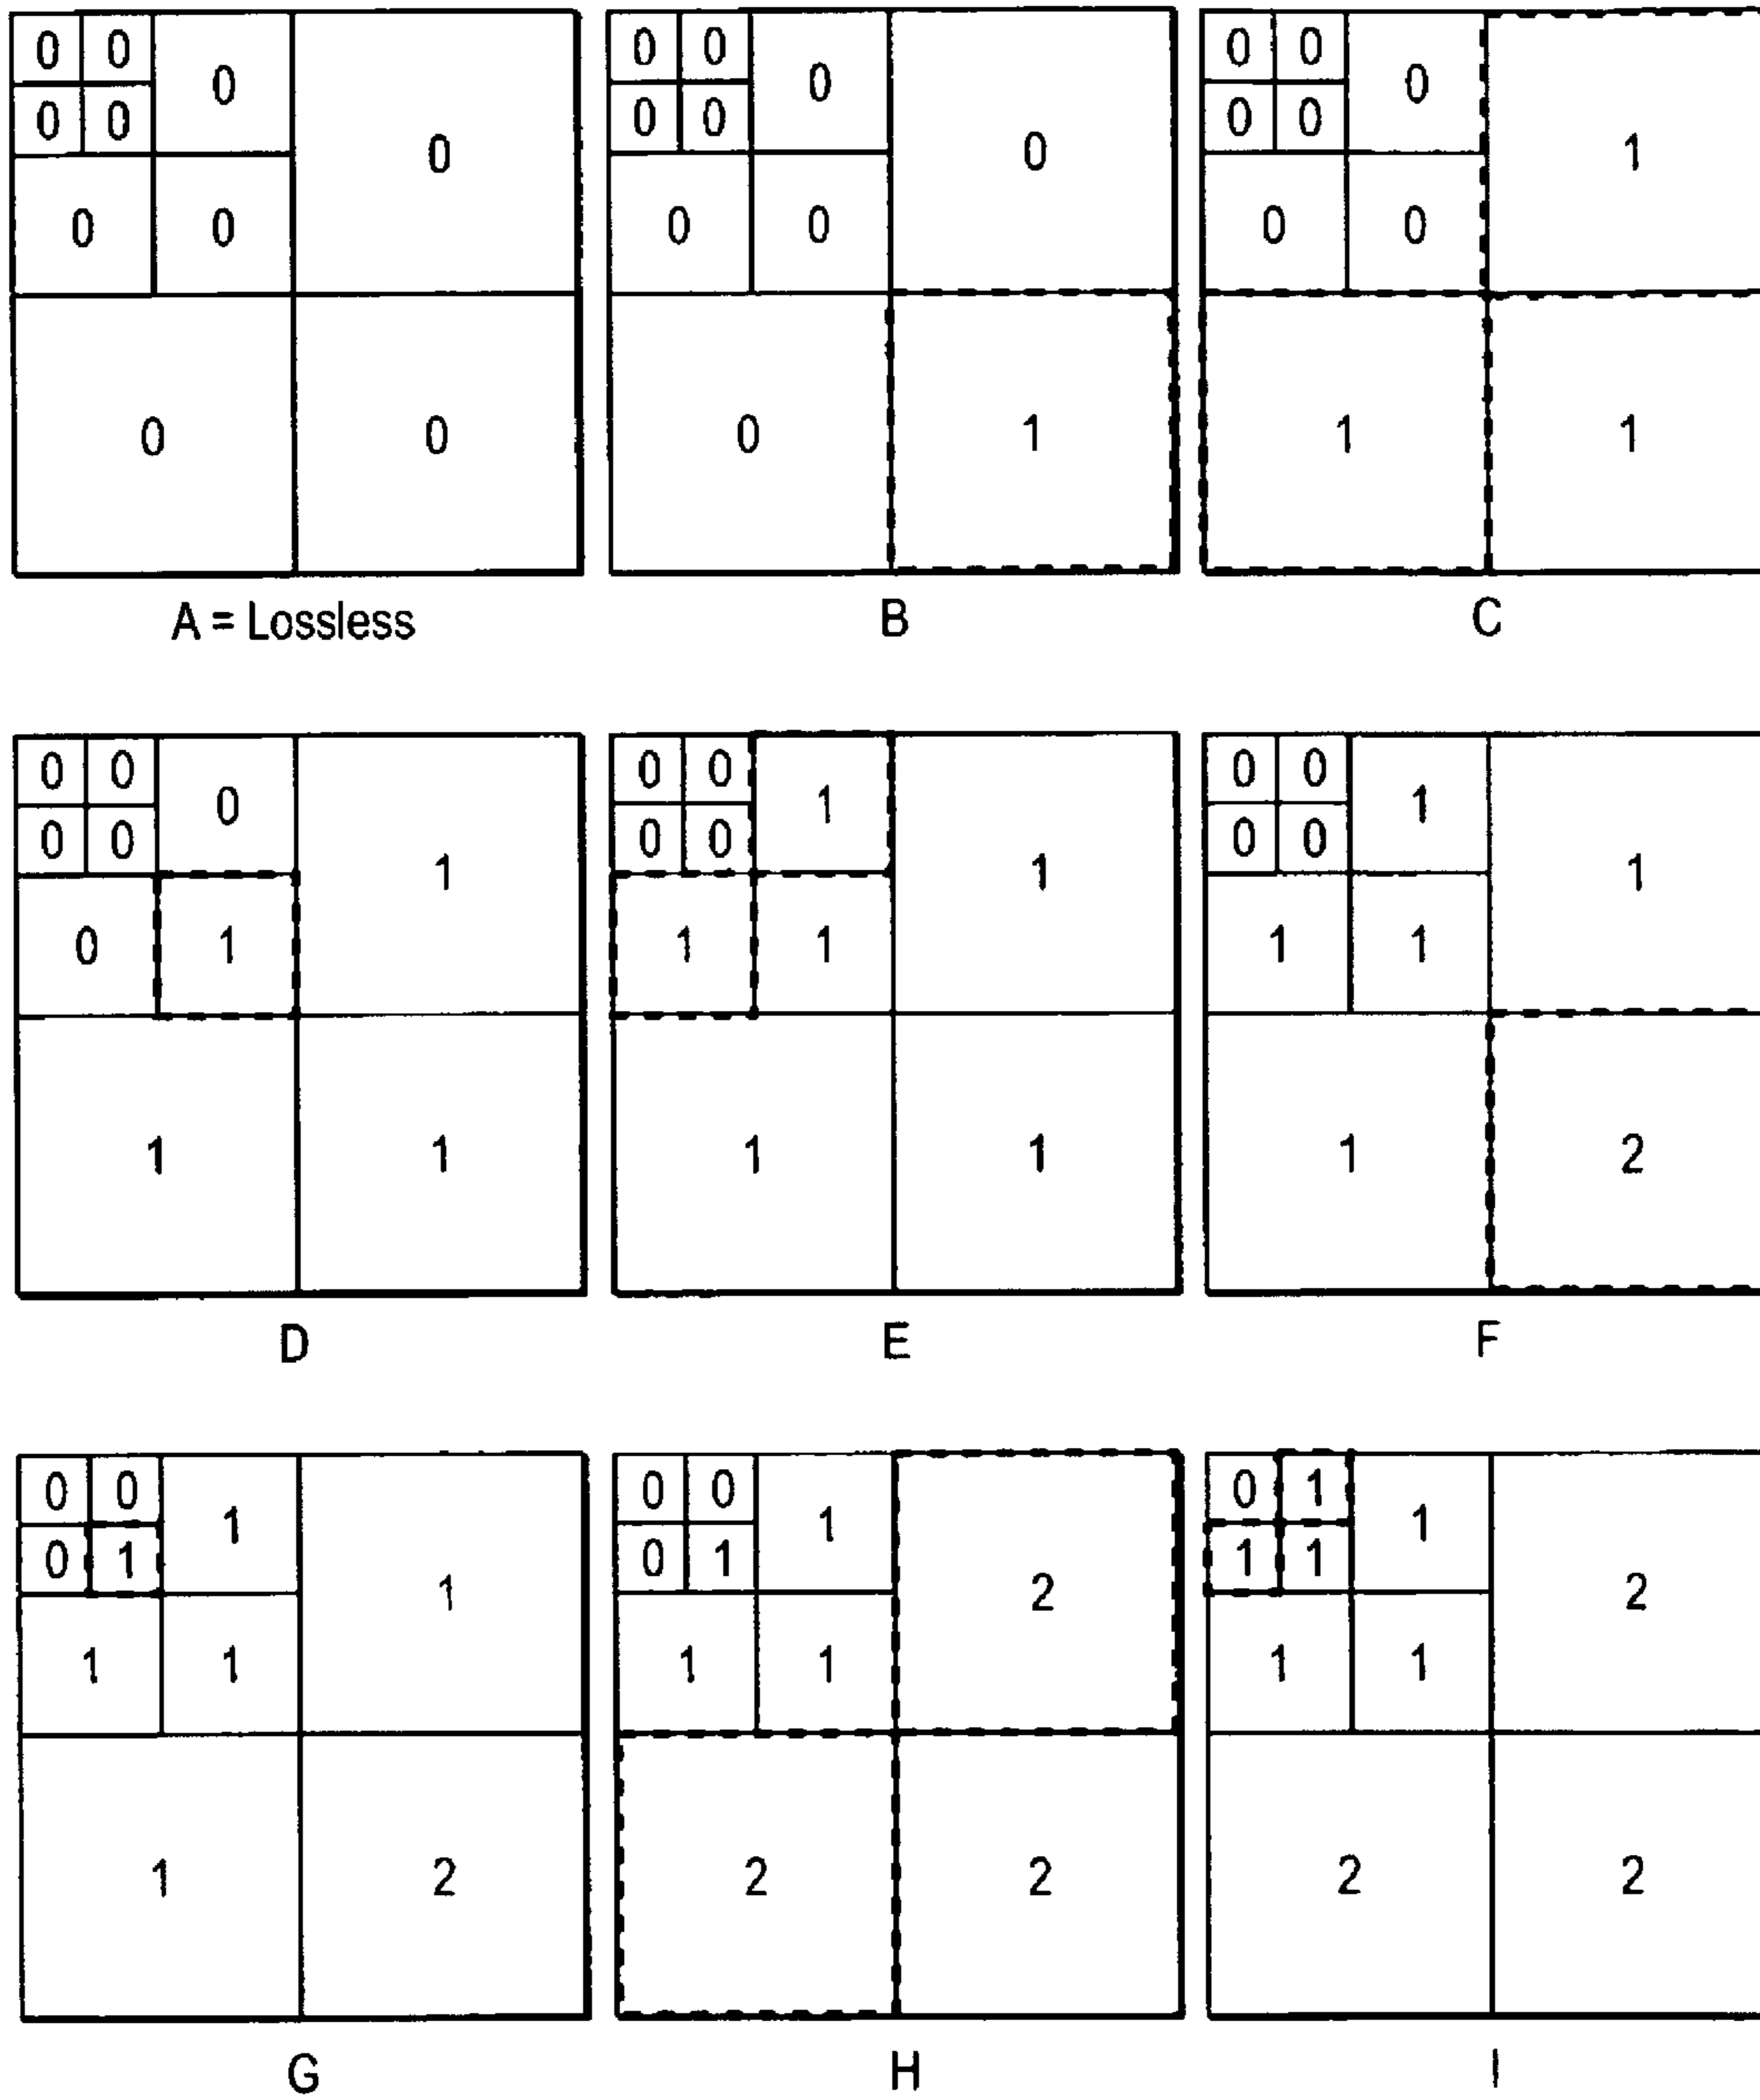 0 0 0 0 0 0 0 0 1
0 0 0 0 0 0
0 0 0 0 0 0
0 0 0 1 1 1
A = Lossless B C
0 0 0 1 0 0 1 1 0 0 1 1
0 0 0 0 0 0
0 1 1 1 1 1
1 1 1 1 1 2
D E F
0 0 1 1 0 0 1 2 0 1 1 2
0 1 0 1 1 1
1 1 1 1 1 1
1 2 2 2 2 2
G H I